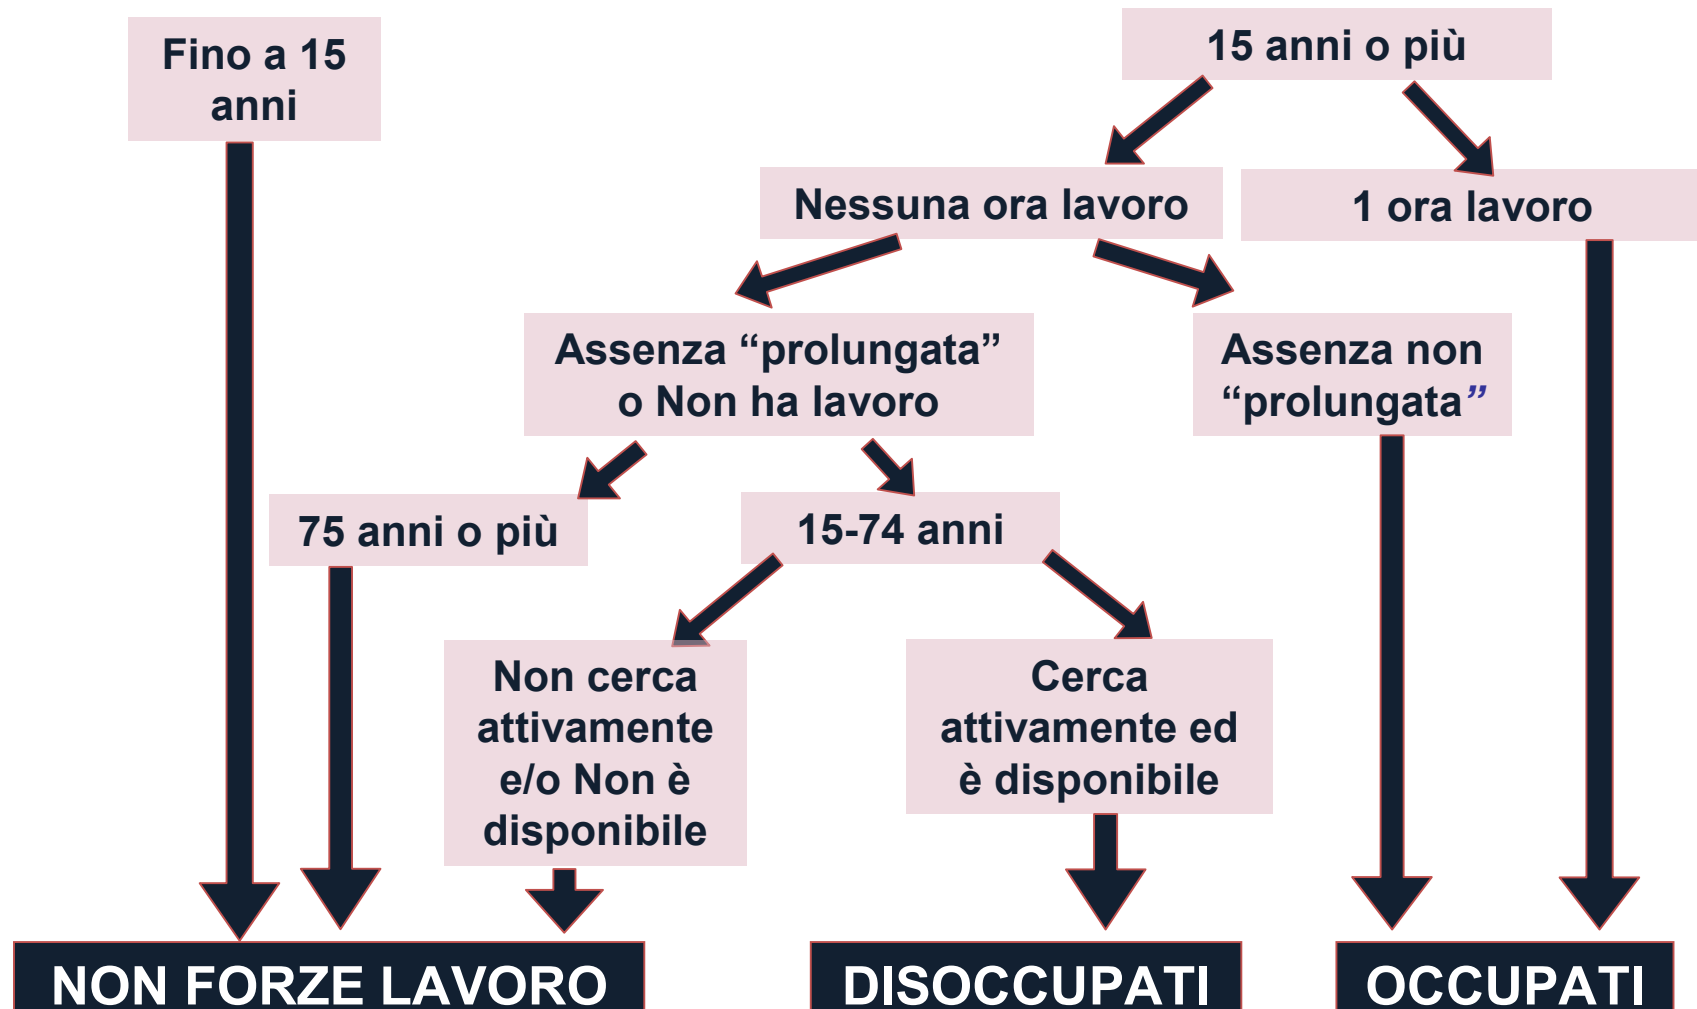 Fino a 15
anni
15 anni o più
Nessuna ora lavoro
1 ora lavoro
Assenza “prolungata”
o Non ha lavoro
Assenza non
“prolungata”
75 anni o più
15-74 anni
Non cerca
attivamente
e/o Non è
disponibile
Cerca
attivamente ed
è disponibile
NON FORZE LAVORO
DISOCCUPATI
OCCUPATI